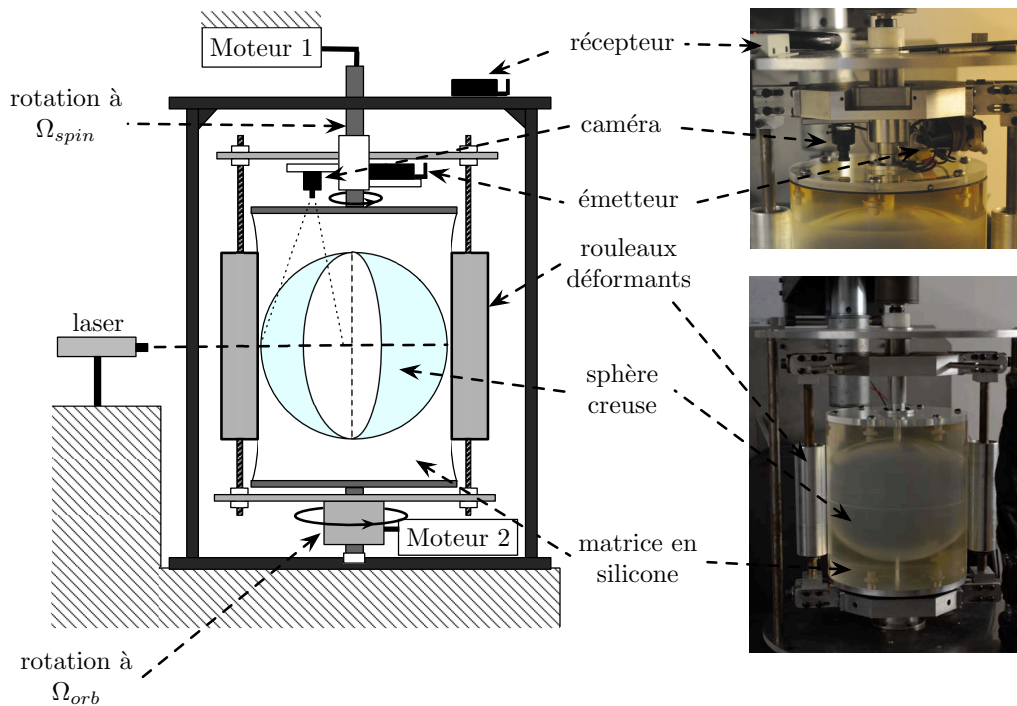 Moteur 1
récepteur
rotation à
Ω_spin
caméra
émetteur
rouleaux
déformants
laser
sphère
creuse
Moteur 2
matrice en
silicone
rotation à
Ω_orb